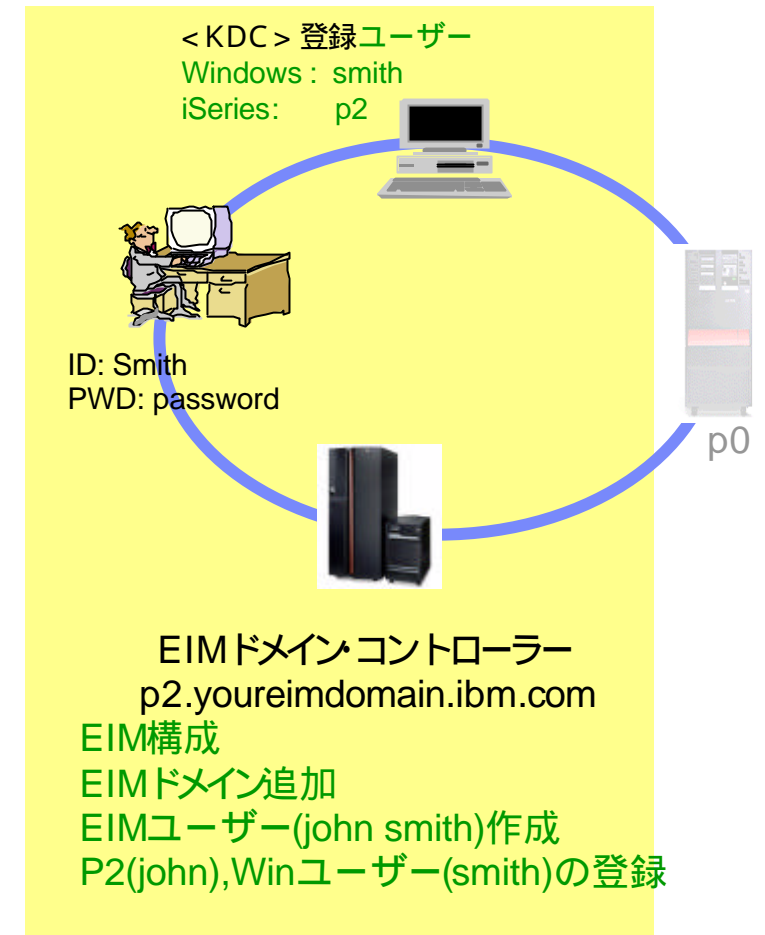 <KDC> 登録ユーザー
Windows : smith
iSeries: p2
ID: Smith
PWD: password
p0
EIMドメイン・コントローラー
p2.youreimdomain.ibm.com
EIM構成
EIMドメイン追加
EIMユーザー(john smith)作成
P2(john),Winユーザー(smith)の登録